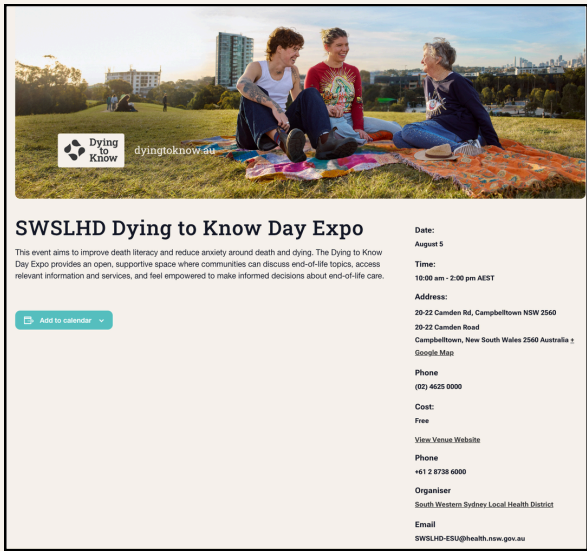 Dying
to
Know
dyingtoknow.au
SWSLHD Dying to Know Day Expo
This event aims to improve death literacy and reduce anxiety around death and dying. The Dying to Know
Day Expo provides an open, supportive space where communities can discuss end-of-life topics, access
relevant information and services, and feel empowered to make informed decisions about end-of-life care.
Add to calendar
Date:
August 5
Time:
10:00 am - 2:00 pm AEST
Address:
20-22 Camden Rd, Campbelltown NSW 2560
20-22 Camden Road
Campbelltown, New South Wales 2560 Australia +
Google Map
Phone
(02) 4625 0000
Cost:
Free
View Venue Website
Phone
+61 2 8738 6000
Organiser
South Western Sydney Local Health District
Email
SWSLHD-ESU@health.nsw.gov.au